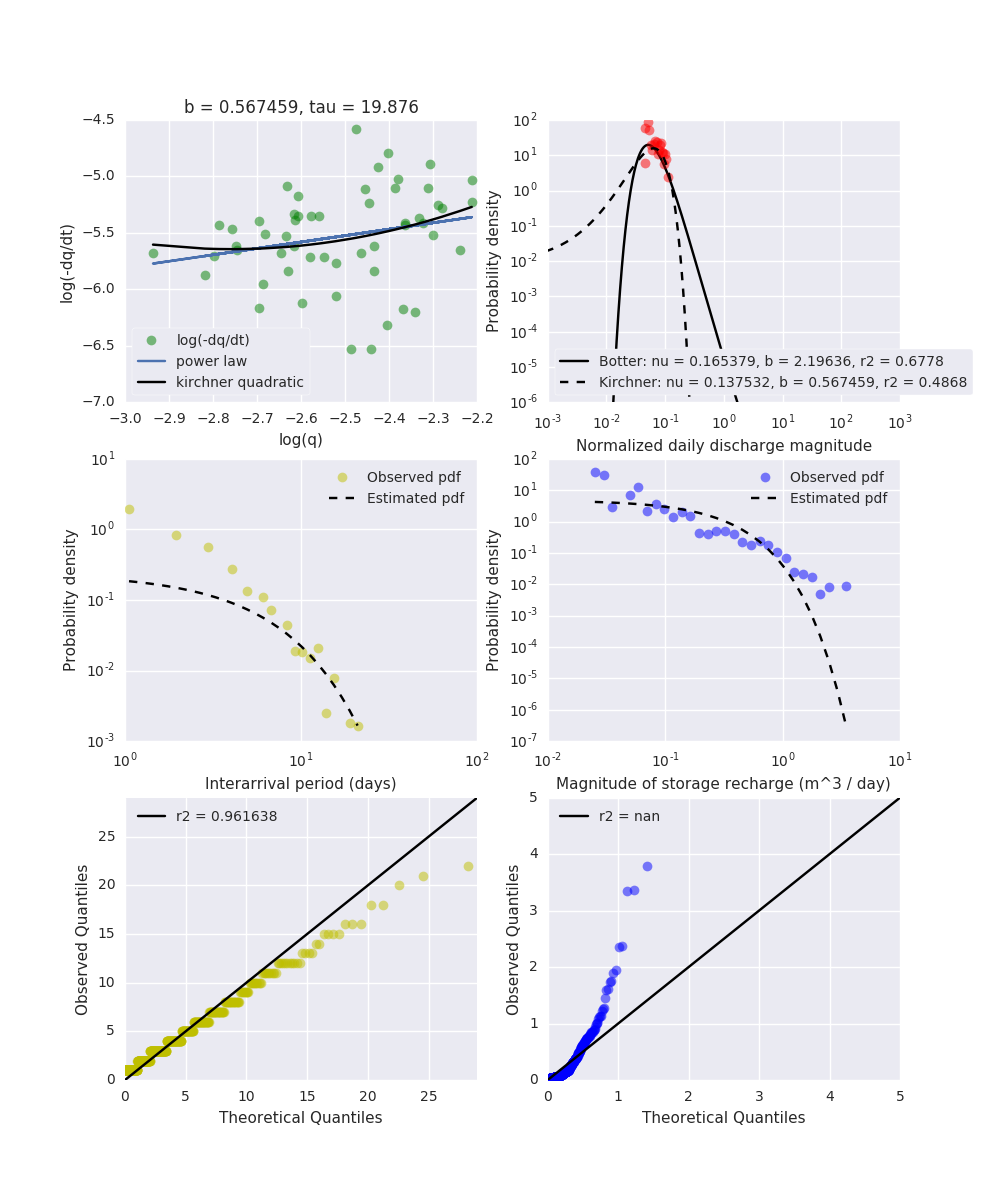 b = 0.567459, tau = 19.876
−4.5
−5.0
−5.5
−6.0
−6.5
−7.0
log(-dq/dt)
log(-dq/dt)
power law
kirchner quadratic
−3.0 −2.9 −2.8 −2.7 −2.6 −2.5 −2.4 −2.3 −2.2
log(q)
10^2
10^1
10^0
10^-1
10^-2
10^-3
10^-4
10^-5
10^-6
Probability density
Botter: nu = 0.165379, b = 2.19636, r2 = 0.6778
Kirchner: nu = 0.137532, b = 0.567459, r2 = 0.4868
10^-3 10^-2 10^-1 10^0 10^1 10^2 10^3
Normalized daily discharge magnitude
10^1
10^0
10^-1
10^-2
10^-3
Probability density
Observed pdf
Estimated pdf
10^0 10^1 10^2
Interarrival period (days)
10^2
10^1
10^0
10^-1
10^-2
10^-3
10^-4
10^-5
10^-6
10^-7
Probability density
Observed pdf
Estimated pdf
10^-2 10^-1 10^0 10^1
Magnitude of storage recharge (m^3 / day)
25
20
15
10
5
0
Observed Quantiles
r2 = 0.961638
0 5 10 15 20 25
Theoretical Quantiles
5
4
3
2
1
0
Observed Quantiles
r2 = nan
0 1 2 3 4 5
Theoretical Quantiles